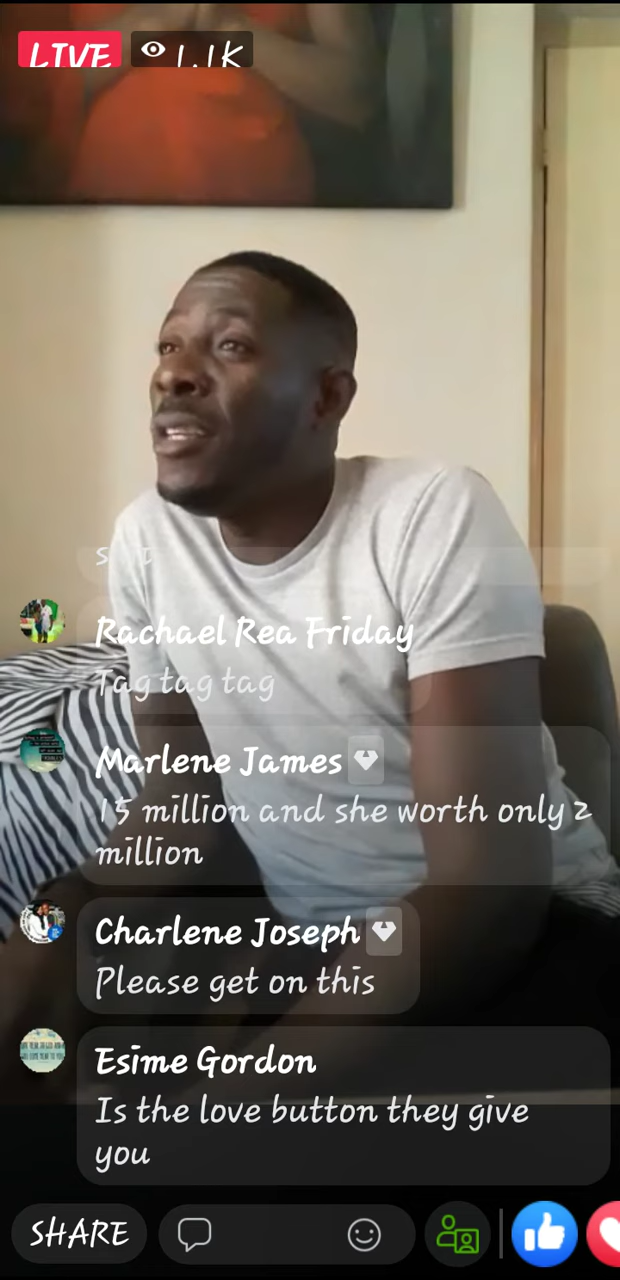 LIVE 1.1K
Rachael Rea Friday
Tag tag tag
Marlene James
15 million and she worth only 2
million
Charlene Joseph
Please get on this
Esime Gordon
Is the love button they give
you
SHARE